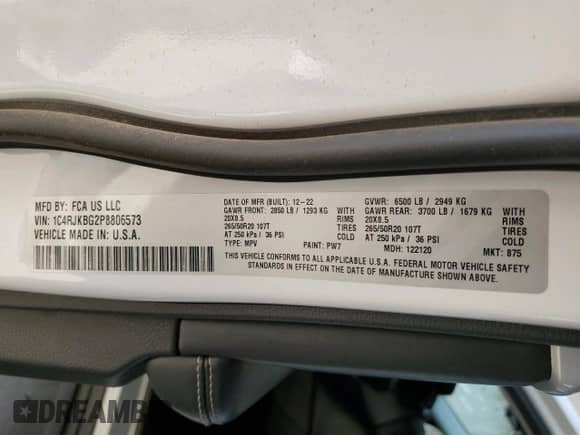 MFD BY: FCA US LLC
VIN: 1C4RJKBG2P8806573
VEHICLE MADE IN: U.S.A.
DATE OF MFR (BUILT): 12-22
GAWR FRONT: 2850 LB / 1293 KG WITH
20X8.5 RIMS
265/50R20 107T TIRES
AT 250 kPa / 36 PSI COLD
TYPE: MPV PAINT: PW7
GVWR: 6500 LB / 2949 KG
GAWR REAR: 3700 LB / 1679 KG WITH
20X8.5 RIMS
265/50R20 107T TIRES
AT 250 kPa / 36 PSI COLD
MDH: 122120 MKT: B75
THIS VEHICLE CONFORMS TO ALL APPLICABLE U.S.A. FEDERAL MOTOR VEHICLE SAFETY
STANDARDS IN EFFECT ON THE DATE OF MANUFACTURE SHOWN ABOVE.